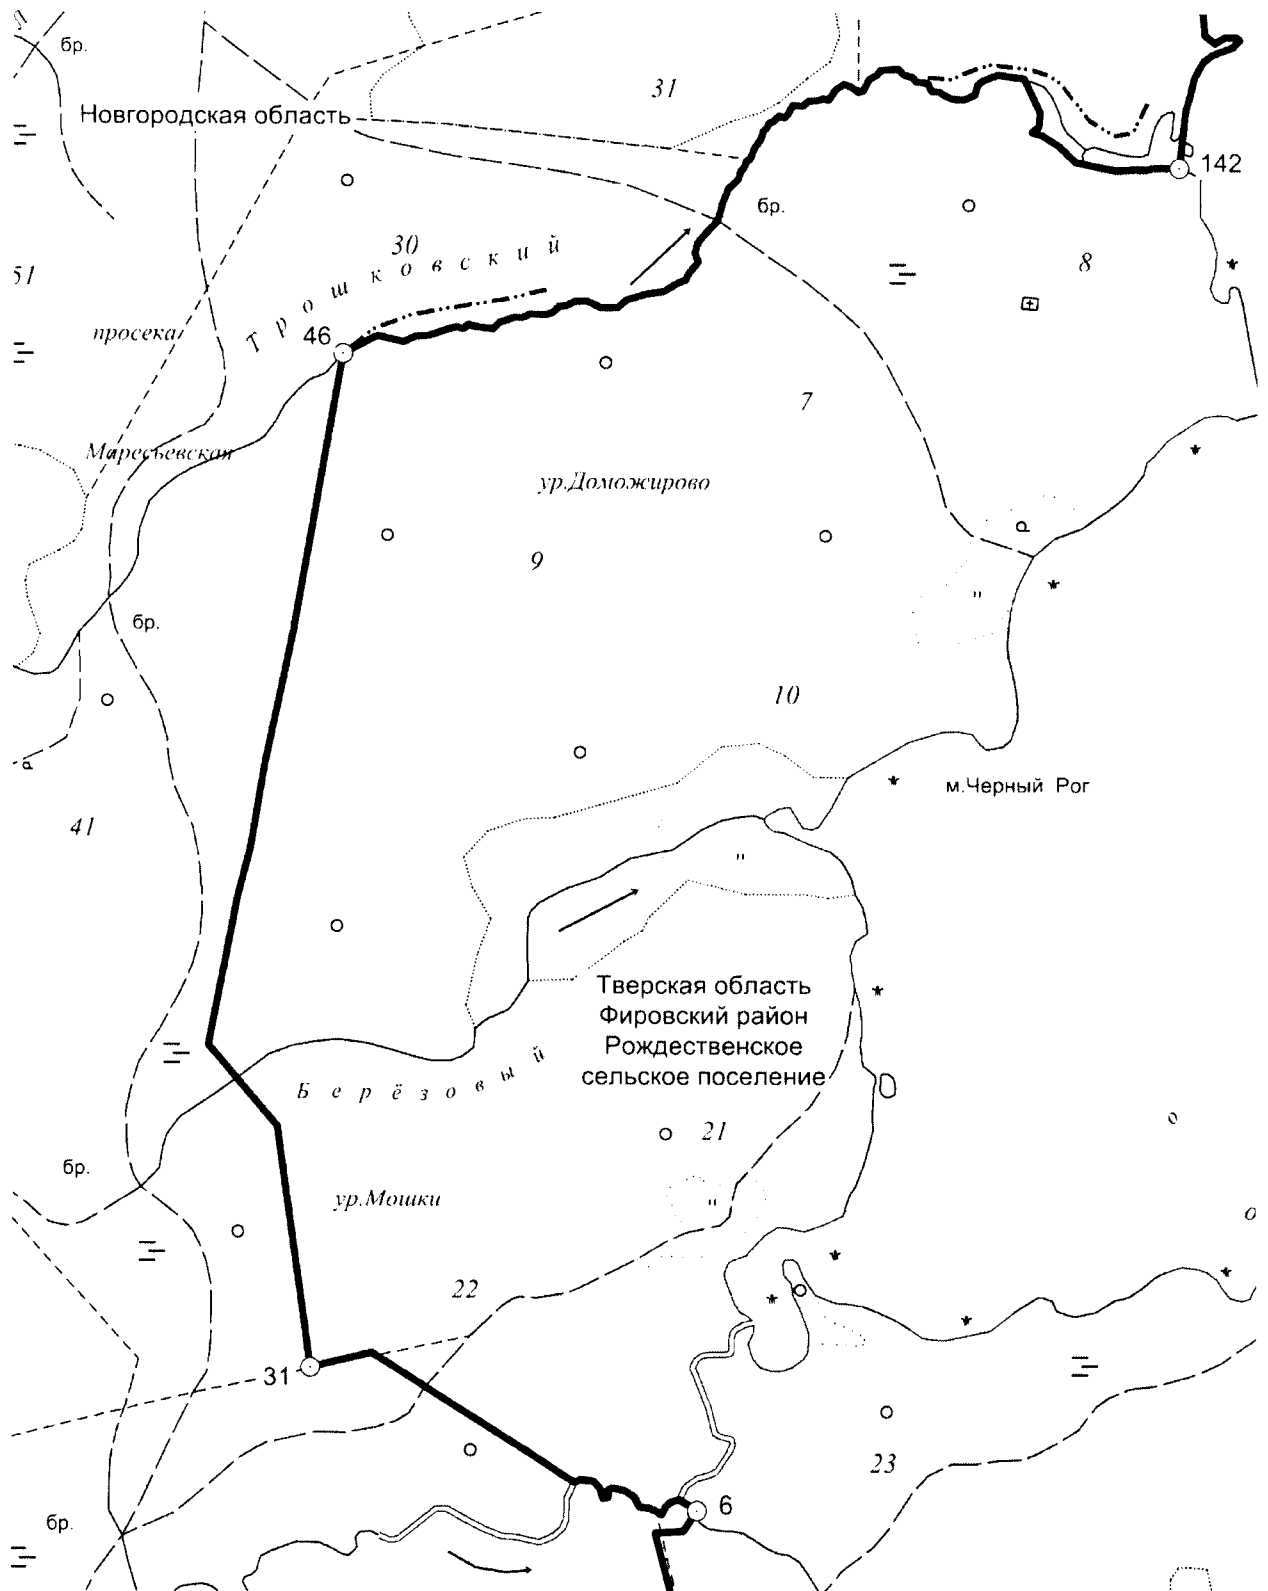 бр.
31
Новгородская область
142
бр.
30
Трошковский
8
51
просека
46
7
Маресьевская
ур.Доможирово
Р
9
бр.
10
м.Черный Рог
41
Тверская область
Фировский район
Рождественское
сельское поселение
Берёзовый
21
бр.
ур.Мошки
22
31
23
6
бр.